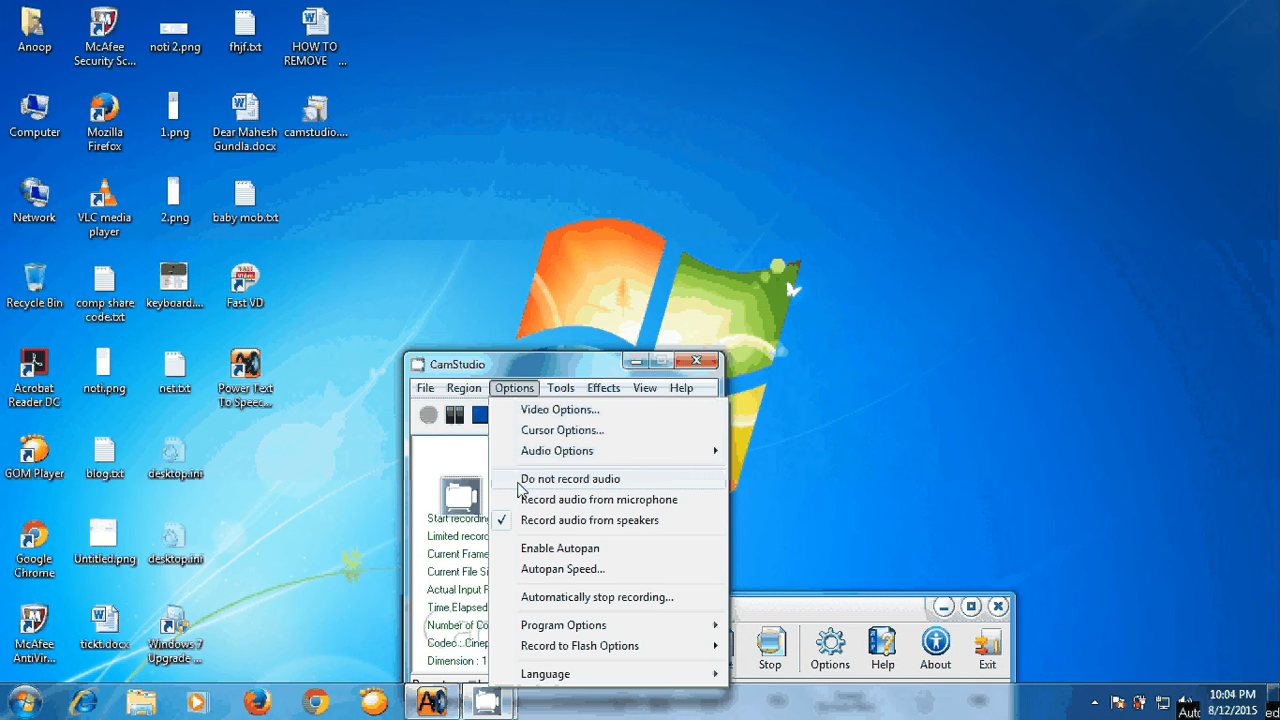 Anoop
McAfee
Security Sc...
noti 2.png
fhjf.txt
HOW TO
REMOVE ...
Computer
Mozilla
Firefox
1.png
Dear Mahesh
Gundla.docx
camstudio....
Network
VLC media
player
2.png
baby mob.txt
Recycle Bin
comp share
code.txt
keyboard....
Fast VD
Acrobat
Reader DC
noti.png
net.txt
Power Text
To Speec...
GOM Player
blog.txt
desktop.ini
Google
Chrome
Untitled.png
desktop.ini
McAfee
AntiVir...
tickt.docx
Windows 7
Upgrade ...
CamStudio
File Region Options Tools Effects View Help
Video Options...
Cursor Options...
Audio Options
Do not record audio
Record audio from microphone
Record audio from speakers
Enable Autopan
Autopan Speed...
Automatically stop recording...
Program Options
Record to Flash Options
Language
Start recording
Limited recor
Current Frame
Current File Si
Actual Input F
Time Elapsed
Number of Co
Codec : Cinep
Dimension : 1
Stop Options Help About Exit
10:04 PM
8/12/2015